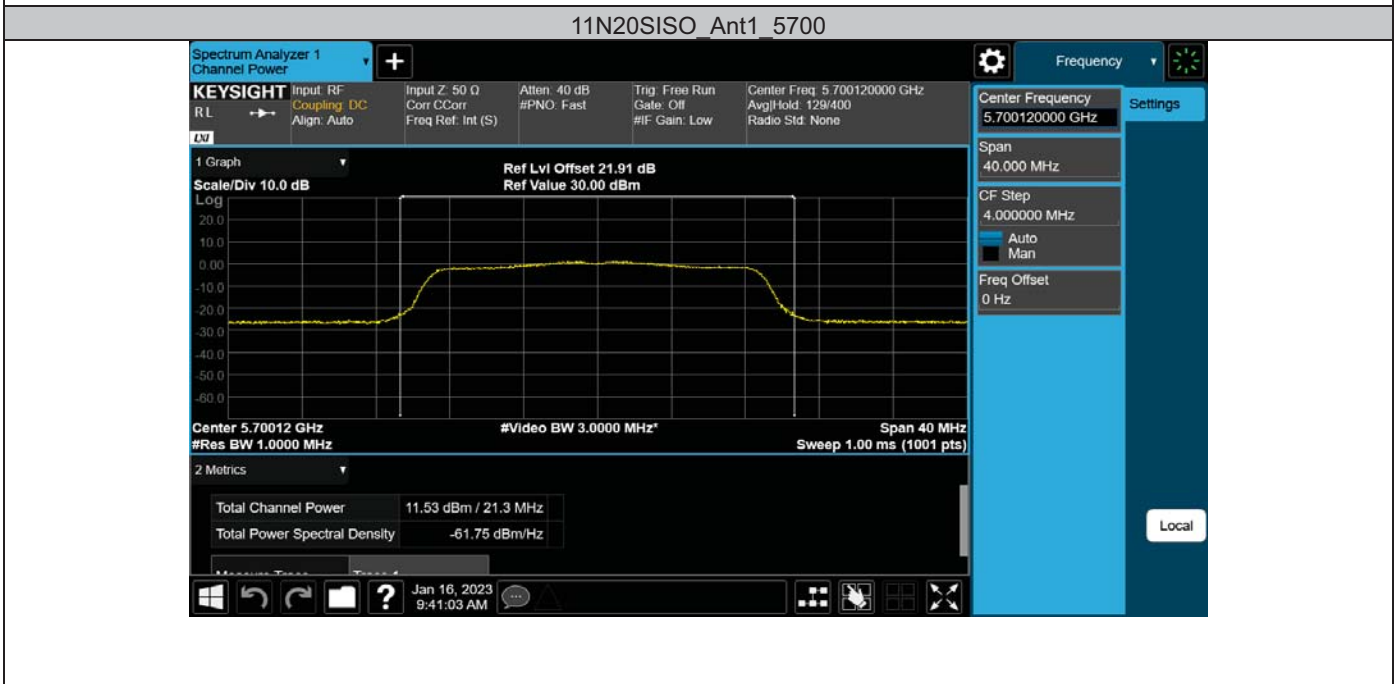 11N20SISO_Ant1_5700
Spectrum Analyzer 1
Channel Power
+
Frequency
KEYSIGHT
R L
LXI
Input: RF
Coupling: DC
Align: Auto
Input Z: 50 Ω
Corr CCorr
Freq Ref: Int (S)
Atten: 40 dB
#PNO: Fast
Trig: Free Run
Gate: Off
#IF Gain: Low
Center Freq: 5.700120000 GHz
Avg|Hold: 129/400
Radio Std: None
Center Frequency
5.700120000 GHz
Settings
Span
40.000 MHz
CF Step
4.000000 MHz
Auto
Man
Freq Offset
0 Hz
Local
1 Graph
Scale/Div 10.0 dB
Ref Lvl Offset 21.91 dB
Ref Value 30.00 dBm
Log
20.0
10.0
0.00
-10.0
-20.0
-30.0
-40.0
-50.0
-60.0
Center 5.70012 GHz
#Video BW 3.0000 MHz*
Span 40 MHz
#Res BW 1.0000 MHz
Sweep 1.00 ms (1001 pts)
2 Metrics
Total Channel Power 11.53 dBm / 21.3 MHz
Total Power Spectral Density -61.75 dBm/Hz
?
Jan 16, 2023
9:41:03 AM